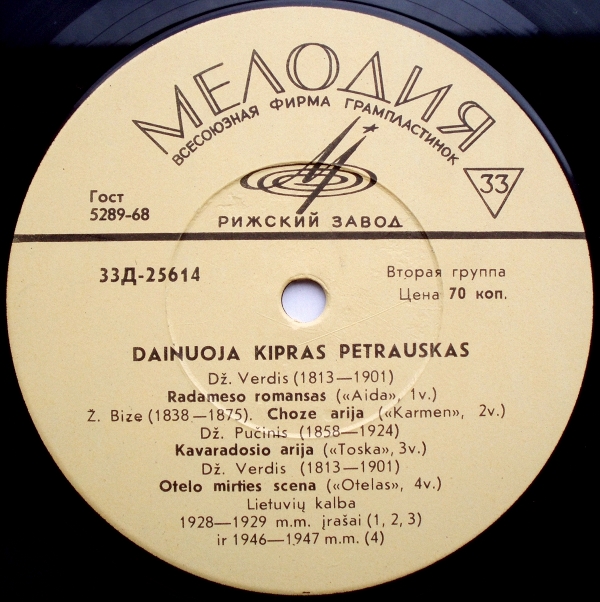 МЕЛОДИЯ
ВСЕСОЮЗНАЯ ФИРМА ГРАМПЛАСТИНОК
33
Гост
5289-68
РИЖСКИЙ ЗАВОД
33Д-25614
Вторая группа
Цена 70 коп.
DAINUOJA KIPRAS PETRAUSKAS
Dž. Verdis (1813—1901)
Radameso romansas («Aida», 1v.)
Ž. Bizė (1838—1875). Choze arija («Karmen», 2v.)
Dž. Pučinis (1858—1924)
Kavaradosio arija («Toska», 3v.)
Dž. Verdis (1813—1901)
Otelo mirties scena («Otelas», 4v.)
Lietuvių kalba
1928—1929 m.m. įrašai (1, 2, 3)
ir 1946—1947 m.m. (4)